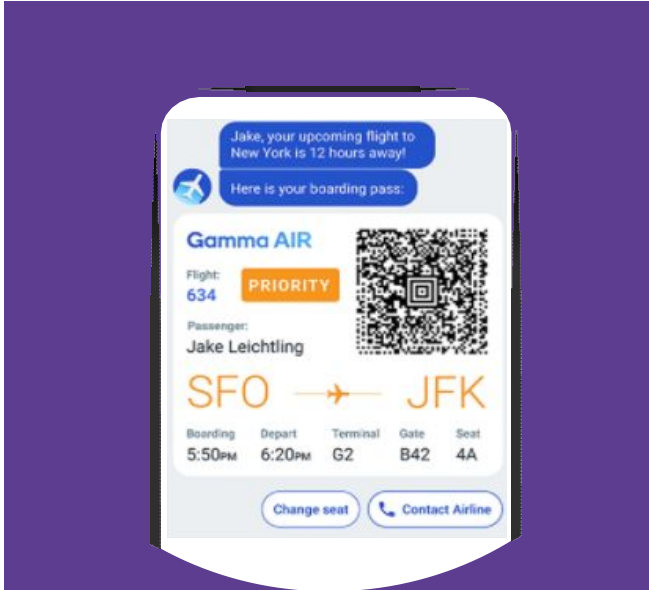 Jake, your upcoming flight to
New York is 12 hours away!
Here is your boarding pass:
Gamma AIR
Flight:
634
PRIORITY
Passenger:
Jake Leichtling
SFO JFK
Boarding Depart Terminal Gate Seat
5:50PM 6:20PM G2 B42 4A
Change seat Contact Airline